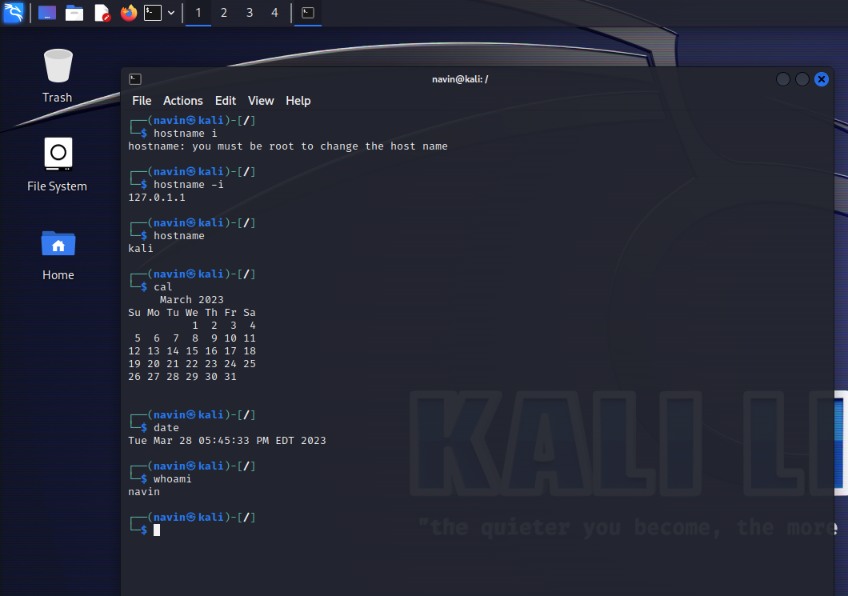 1 2 3 4
Trash
File System
Home
navin@kali: /
File Actions Edit View Help
┌──(navin㉿kali)-[/]
└─$ hostname i
hostname: you must be root to change the host name
┌──(navin㉿kali)-[/]
└─$ hostname -i
127.0.1.1
┌──(navin㉿kali)-[/]
└─$ hostname
kali
┌──(navin㉿kali)-[/]
└─$ cal
     March 2023
Su Mo Tu We Th Fr Sa
          1  2  3  4
 5  6  7  8  9 10 11
12 13 14 15 16 17 18
19 20 21 22 23 24 25
26 27 28 29 30 31
┌──(navin㉿kali)-[/]
└─$ date
Tue Mar 28 05:45:33 PM EDT 2023
┌──(navin㉿kali)-[/]
└─$ whoami
navin
┌──(navin㉿kali)-[/]
└─$
KALI LI
"the quieter you become, the more